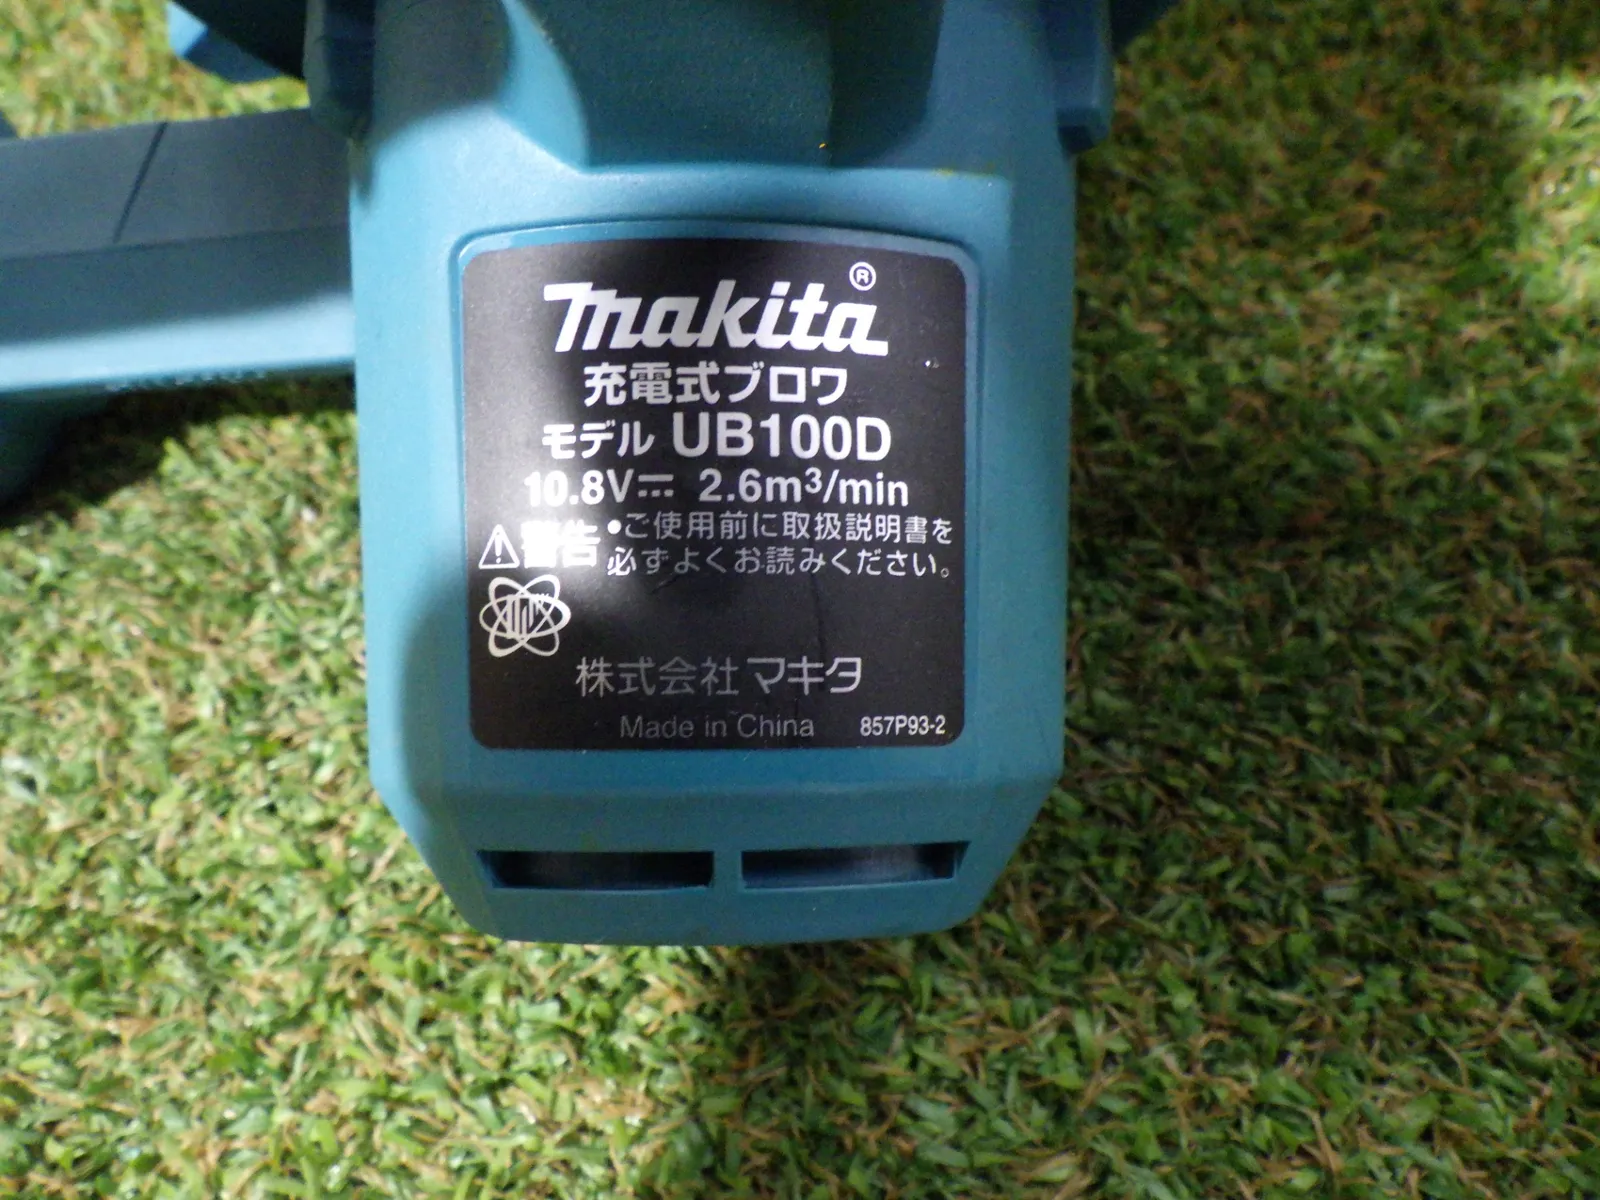 makita®
充電式ブロワ
モデル UB100D
10.8V⎓ 2.6m³/min
⚠警告 •ご使用前に取扱説明書を
必ずよくお読みください。
株式会社マキタ
Made in China 857P93-2